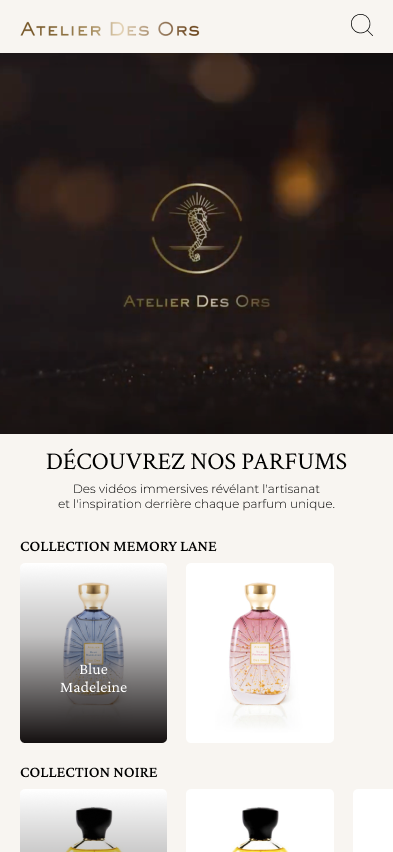 Atelier Des Ors
Atelier Des Ors
DÉCOUVREZ NOS PARFUMS
Des vidéos immersives révélant l'artisanat
et l'inspiration derrière chaque parfum unique.
COLLECTION MEMORY LANE
Blue
Madeleine
COLLECTION NOIRE